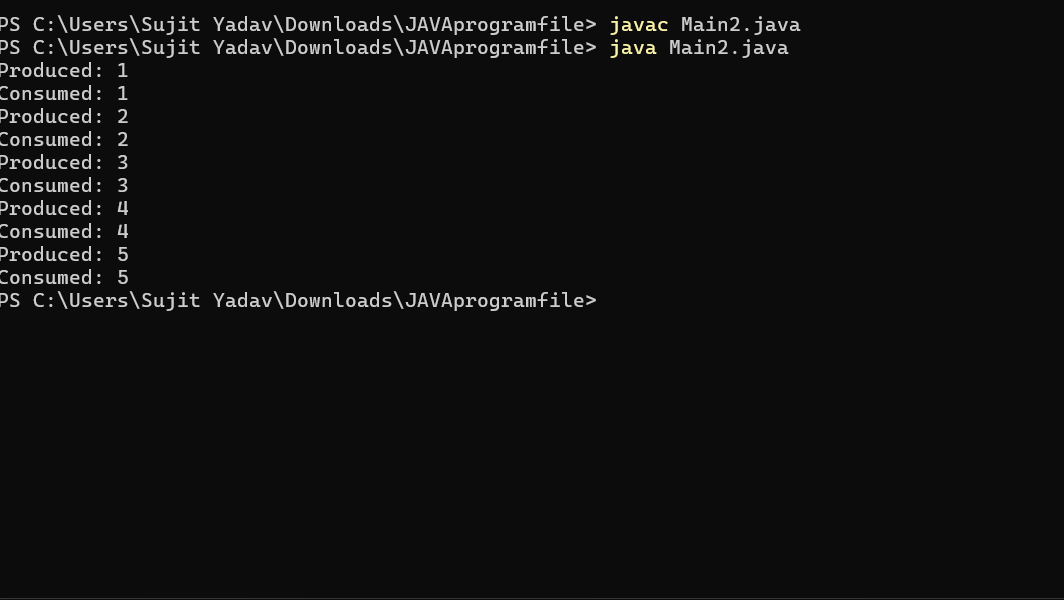 PS C:\Users\Sujit Yadav\Downloads\JAVAprogramfile> javac Main2.java
PS C:\Users\Sujit Yadav\Downloads\JAVAprogramfile> java Main2.java
Produced: 1
Consumed: 1
Produced: 2
Consumed: 2
Produced: 3
Consumed: 3
Produced: 4
Consumed: 4
Produced: 5
Consumed: 5
PS C:\Users\Sujit Yadav\Downloads\JAVAprogramfile>